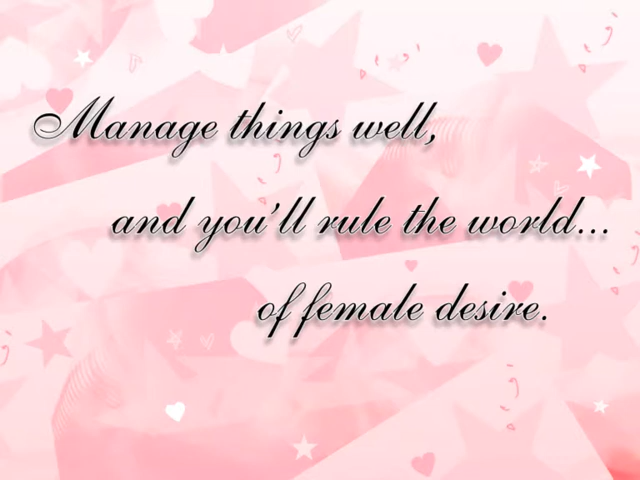 Manage things well,
and you'll rule the world...
of female desire.